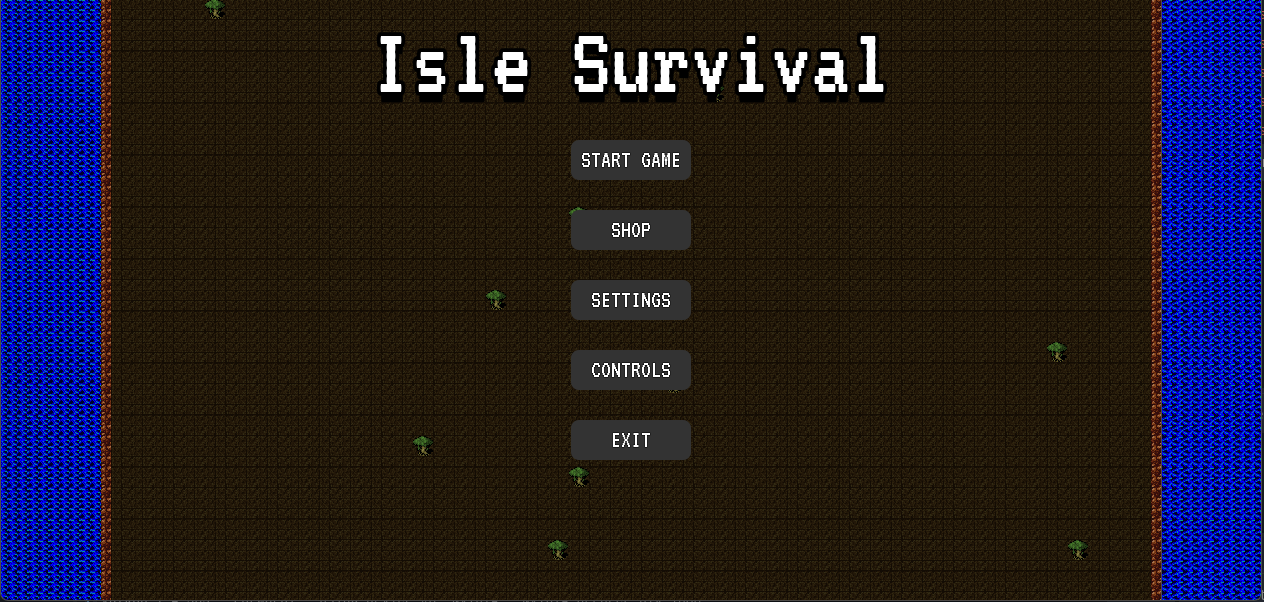 Isle Survival
START GAME
SHOP
SETTINGS
CONTROLS
EXIT